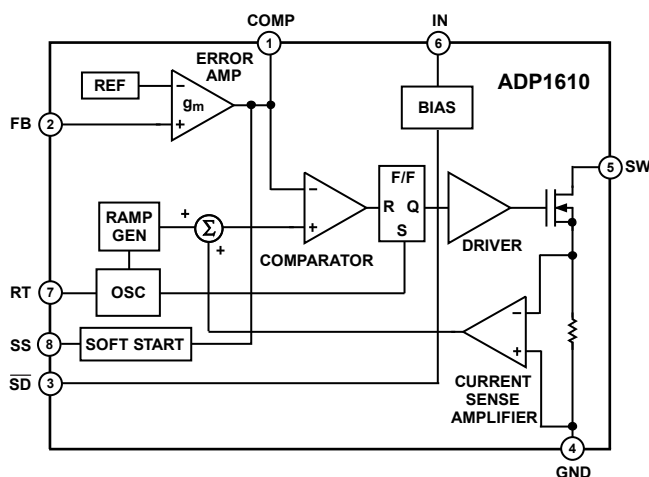 COMP
IN
1
6
ERROR
AMP
ADP1610
REF
−
gm
+
BIAS
FB
2
5
SW
F/F
R Q
S
−
+
RAMP
GEN
+
Σ
+
COMPARATOR
DRIVER
RT
7
OSC
−
+
SS
8
SOFT START
SD
3
CURRENT
SENSE
AMPLIFIER
4
GND